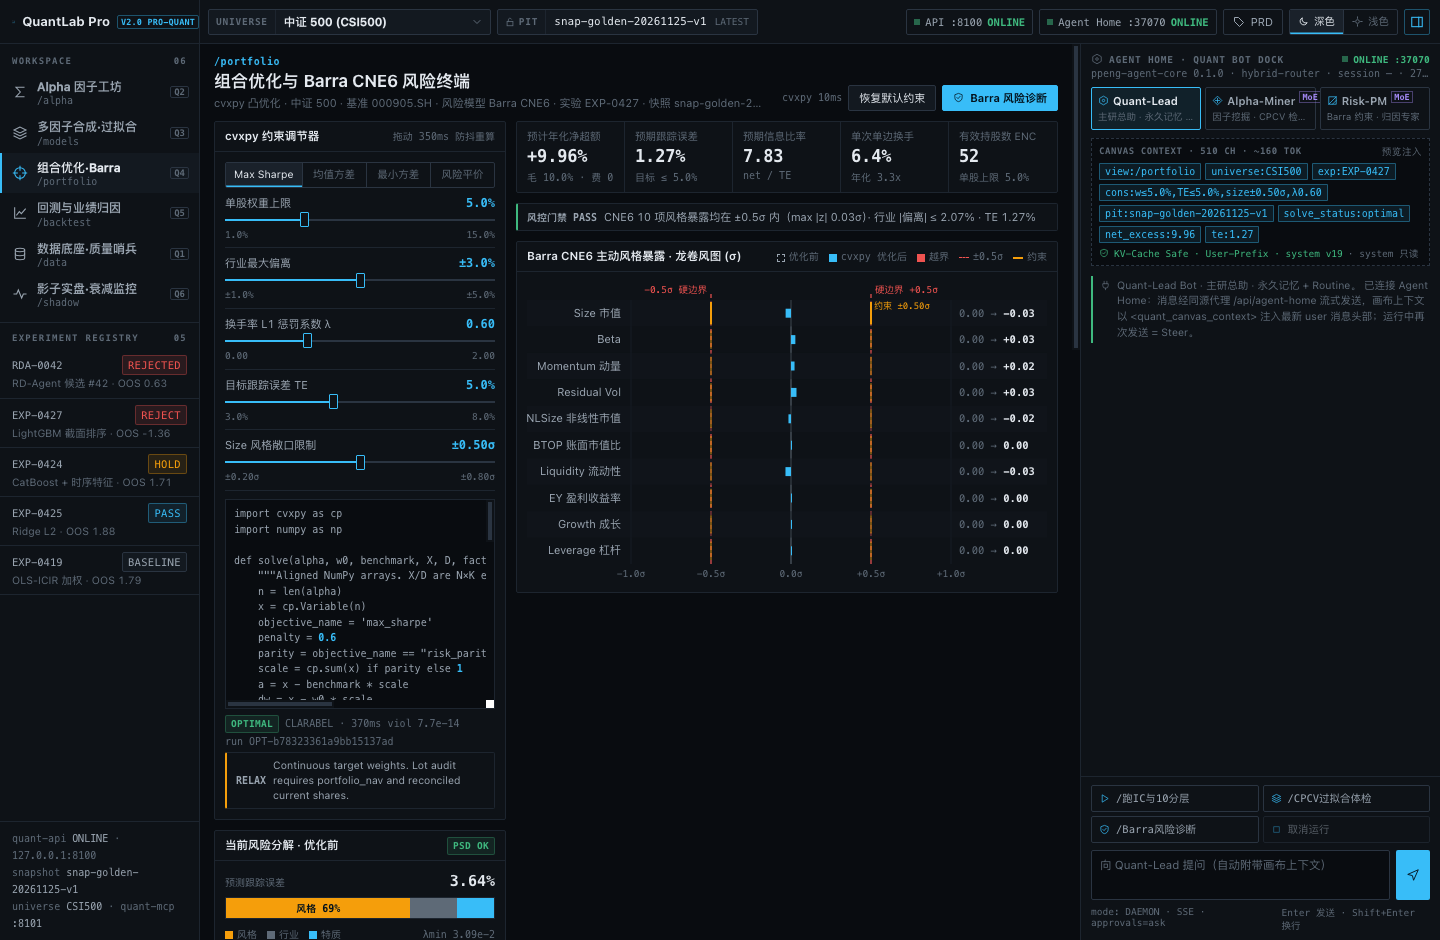 QuantLab Pro V2.0 PRO-QUANT
UNIVERSE 中证 500 (CSI500)
PIT snap-golden-20261125-v1 LATEST
API :8100 ONLINE
Agent Home :37070 ONLINE
PRD
深色 浅色
WORKSPACE 06
Alpha 因子工坊 Q2
/alpha
多因子合成·过拟合 Q3
/models
组合优化·Barra Q4
/portfolio
回测与业绩归因 Q5
/backtest
数据底座·质量哨兵 Q1
/data
影子实盘·衰减监控 Q6
/shadow
EXPERIMENT REGISTRY 05
RDA-0042 REJECTED
RD-Agent 候选 #42 · OOS 0.63
EXP-0427 REJECT
LightGBM 截面排序 · OOS -1.36
EXP-0424 HOLD
CatBoost + 时序特征 · OOS 1.71
EXP-0425 PASS
Ridge L2 · OOS 1.88
EXP-0419 BASELINE
OLS-ICIR 加权 · OOS 1.79
quant-api ONLINE ·
127.0.0.1:8100
snapshot snap-golden-
20261125-v1
universe CSI500 · quant-mcp
:8101
/portfolio
组合优化与 Barra CNE6 风险终端
cvxpy 凸优化 · 中证 500 · 基准 000905.SH · 风险模型 Barra CNE6 · 实验 EXP-0427 · 快照 snap-golden-2…
cvxpy 10ms
恢复默认约束
Barra 风险诊断
cvxpy 约束调节器 拖动 350ms 防抖重算
Max Sharpe 均值方差 最小方差 风险平价
单股权重上限 5.0%
1.0% 15.0%
行业最大偏离 ±3.0%
±1.0% ±5.0%
换手率 L1 惩罚系数 λ 0.60
0.00 2.00
目标跟踪误差 TE 5.0%
3.0% 8.0%
Size 风格敞口限制 ±0.50σ
±0.20σ ±0.80σ
import cvxpy as cp
import numpy as np
def solve(alpha, w0, benchmark, X, D, fact
"""Aligned NumPy arrays. X/D are N×K e
n = len(alpha)
x = cp.Variable(n)
objective_name = 'max_sharpe'
penalty = 0.6
parity = objective_name == "risk_parit
scale = cp.sum(x) if parity else 1
a = x - benchmark * scale
dw = x - w0 * scale
OPTIMAL CLARABEL · 370ms viol 7.7e-14
run OPT-b78323361a9bb15137ad
RELAX Continuous target weights. Lot audit
requires portfolio_nav and reconciled
current shares.
当前风险分解 · 优化前 PSD OK
预测跟踪误差 3.64%
风格 69%
风格 行业 特质 λmin 3.09e-2
预计年化净超额
+9.96%
毛 10.0% · 费 0
预期跟踪误差
1.27%
目标 ≤ 5.0%
预期信息比率
7.83
net / TE
单次单边换手
6.4%
年化 3.3x
有效持股数 ENC
52
单股上限 5.0%
风控门禁 PASS CNE6 10 项风格暴露均在 ±0.5σ 内（max |z| 0.03σ）· 行业 |偏离| ≤ 2.07% · TE 1.27%
Barra CNE6 主动风格暴露 · 龙卷风图 (σ) 优化前 cvxpy 优化后 越界 ±0.5σ 约束
-0.5σ 硬边界 硬边界 +0.5σ
约束 ±0.50σ
Size 市值 0.00 → -0.03
Beta 0.00 → +0.03
Momentum 动量 0.00 → +0.02
Residual Vol 0.00 → +0.03
NLSize 非线性市值 0.00 → -0.02
BTOP 账面市值比 0.00 → 0.00
Liquidity 流动性 0.00 → -0.03
EY 盈利收益率 0.00 → 0.00
Growth 成长 0.00 → 0.00
Leverage 杠杆 0.00 → 0.00
-1.0σ -0.5σ 0.0σ +0.5σ +1.0σ
AGENT HOME · QUANT BOT DOCK ONLINE :37070
ppeng-agent-core 0.1.0 · hybrid-router · session — · 27…
Quant-Lead
主研总助 · 永久记忆 …
Alpha-Miner MoE
因子挖掘 · CPCV 检…
Risk-PM MoE
Barra 约束 · 归因专家
CANVAS CONTEXT · 510 CH · ~160 TOK 预览注入
view:/portfolio universe:CSI500 exp:EXP-0427
cons:w≤5.0%,TE≤5.0%,size±0.50σ,λ0.60
pit:snap-golden-20261125-v1 solve_status:optimal
net_excess:9.96 te:1.27
KV-Cache Safe · User-Prefix · system v19 · system 只读
Quant-Lead Bot · 主研总助 · 永久记忆 + Routine。 已连接 Agent
Home：消息经同源代理 /api/agent-home 流式发送，画布上下文
以 <quant_canvas_context> 注入最新 user 消息头部；运行中再
次发送 = Steer。
/跑IC与10分层
/CPCV过拟合体检
/Barra风险诊断
取消运行
向 Quant-Lead 提问（自动附带画布上下文）
mode: DAEMON · SSE ·
approvals=ask
Enter 发送 · Shift+Enter
换行